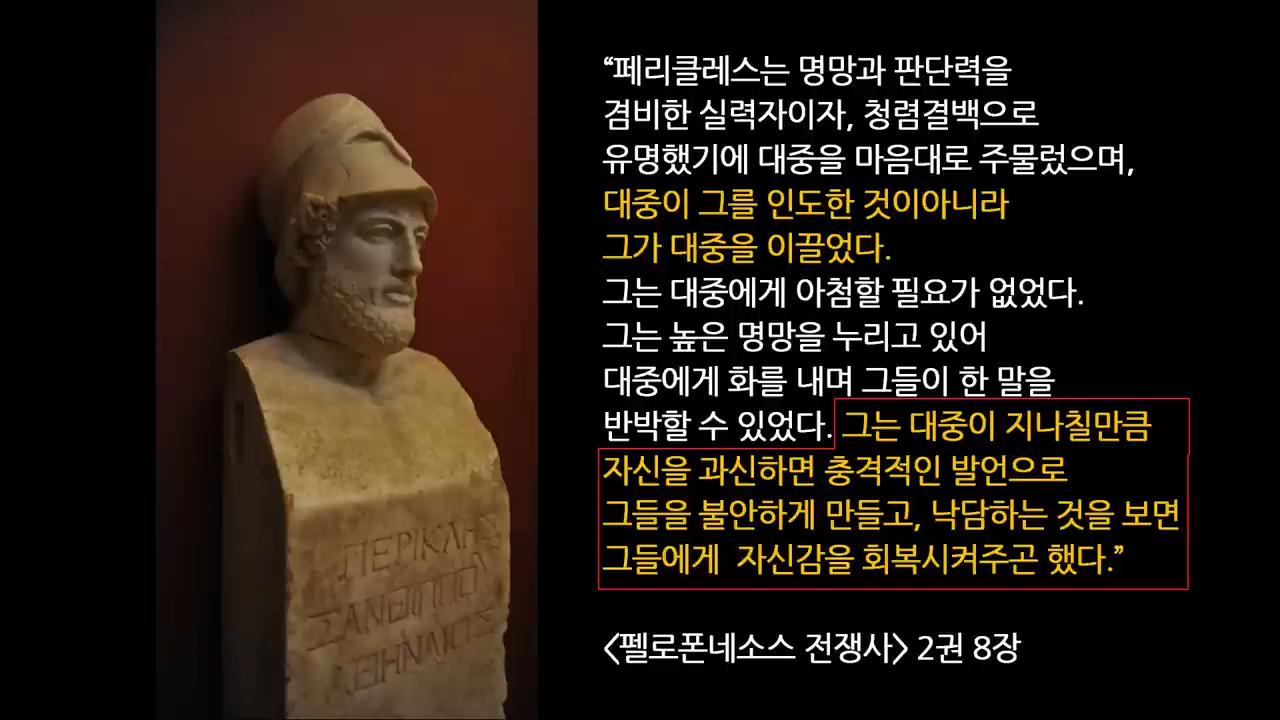 ΠΕΡΙΚΛΗΣ
ΞΑΝΘΙΠΠΟΥ
ΑΘΗΝΑΙΟΣ
“페리클레스는 명망과 판단력을
겸비한 실력자이자, 청렴결백으로
유명했기에 대중을 마음대로 주물렀으며,
대중이 그를 인도한 것이아니라
그가 대중을 이끌었다.
그는 대중에게 아첨할 필요가 없었다.
그는 높은 명망을 누리고 있어
대중에게 화를 내며 그들이 한 말을
반박할 수 있었다. 그는 대중이 지나칠만큼
자신을 과신하면 충격적인 발언으로
그들을 불안하게 만들고, 낙담하는 것을 보면
그들에게 자신감을 회복시켜주곤 했다.”
<펠로폰네소스 전쟁사> 2권 8장